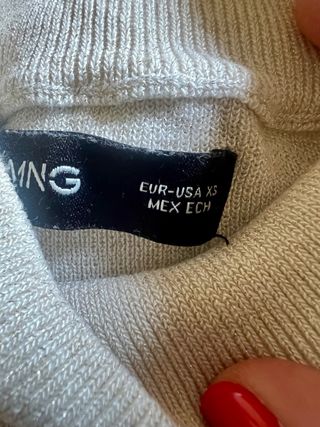 MNG
EUR-USA XS
MEX ECH